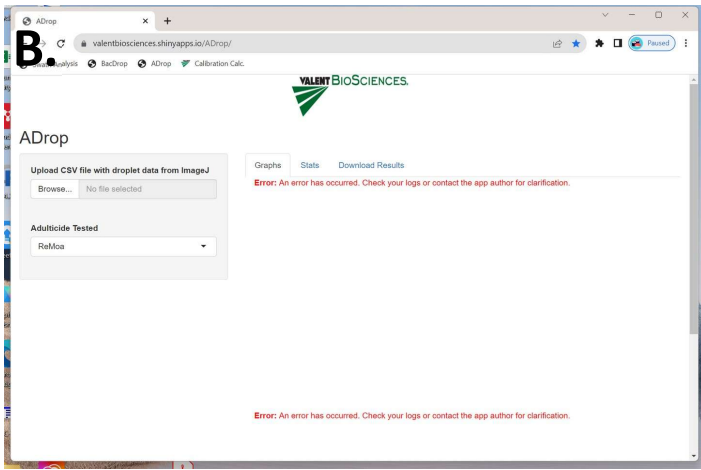 ADrop
B.
valentbiosciences.shinyapps.io/ADrop/
Paused
Analysis BacDrop ADrop Calibration Calc.
VALENT BIOSCIENCES.
ADrop
Upload CSV file with droplet data from ImageJ
Browse... No file selected
Adulticide Tested
ReMoa
Graphs Stats Download Results
Error: An error has occurred. Check your logs or contact the app author for clarification.
Error: An error has occurred. Check your logs or contact the app author for clarification.